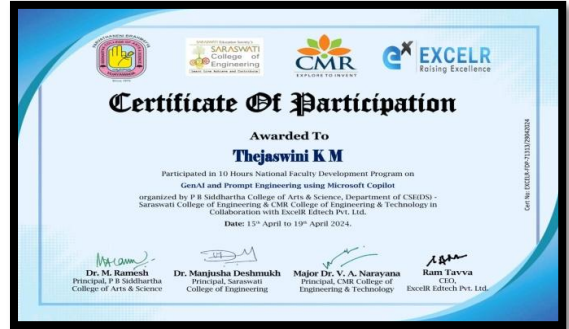 SARASWATI
College of
Engineering
CMR
EXPLORE TO INVENT
EXCELR
Raising Excellence
Certificate Of Participation
Awarded To
Thejaswini K M
Participated in 10 Hours National Faculty Development Program on
GenAI and Prompt Engineering using Microsoft Copilot
organized by P B Siddhartha College of Arts & Science, Department of CSE(DS) -
Saraswati College of Engineering & CMR College of Engineering & Technology in
Collaboration with ExcelR Edtech Pvt. Ltd.
Date: 15th April to 19th April 2024.
Dr. M. Ramesh
Principal, P B Siddhartha
College of Arts & Science
Dr. Manjusha Deshmukh
Principal, Saraswati
College of Engineering
Major Dr. V. A. Narayana
Principal, CMR College of
Engineering & Technology
Ram Tavva
CEO,
ExcelR Edtech Pvt. Ltd.